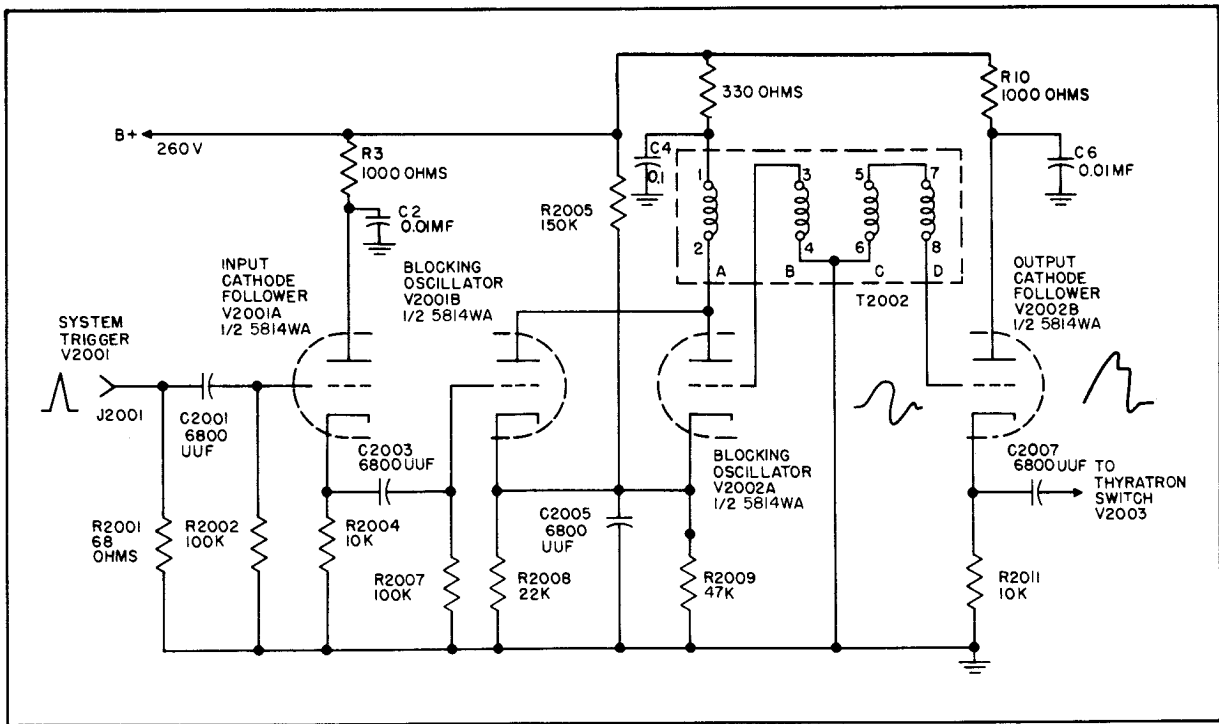 330 OHMS
R10
1000 OHMS
B+
260 V
R3
1000 OHMS
C4
0.1
1
2
3
4
5
6
7
8
A
B
C
D
T2002
C6
0.01MF
C2
0.01MF
R2005
150K
INPUT
CATHODE
FOLLOWER
V2001A
1/2 5814WA
BLOCKING
OSCILLATOR
V2001B
1/2 5814WA
OUTPUT
CATHODE
FOLLOWER
V2002B
1/2 5814WA
SYSTEM
TRIGGER
V2001
J2001
C2001
6800
UUF
C2003
6800UUF
BLOCKING
OSCILLATOR
V2002A
1/2 5814WA
C2007
6800UUF
TO
THYRATRON
SWITCH
V2003
R2001
68
OHMS
R2002
100K
R2004
10K
R2007
100K
R2008
22K
C2005
6800
UUF
R2009
47K
R2011
10K